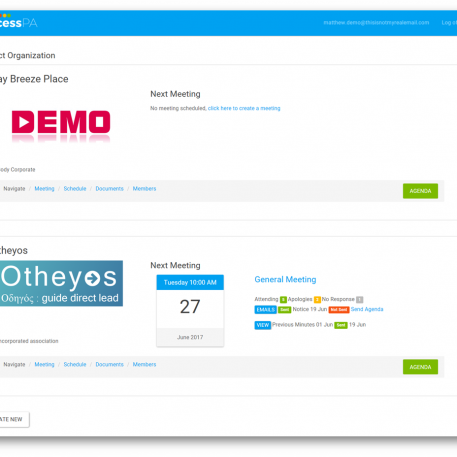 cessPA
matthew.demo@thisisnotmyrealemail.com Log o
ct Organization
ay Breeze Place
Next Meeting
No meeting scheduled, click here to create a meeting
DEMO
ody Corporate
Navigate / Meeting / Schedule / Documents / Members
AGENDA
theyos
Otheyos
Οδηγός : guide direct lead
Next Meeting
Tuesday 10:00 AM
27
June 2017
General Meeting
Attending Apologies No Response
EMAILS Sent Notice 19 Jun Not Sent Send Agenda
VIEW Previous Minutes 01 Jun Sent 19 Jun
ncorporated association
Navigate / Meeting / Schedule / Documents / Members
AGENDA
ATE NEW